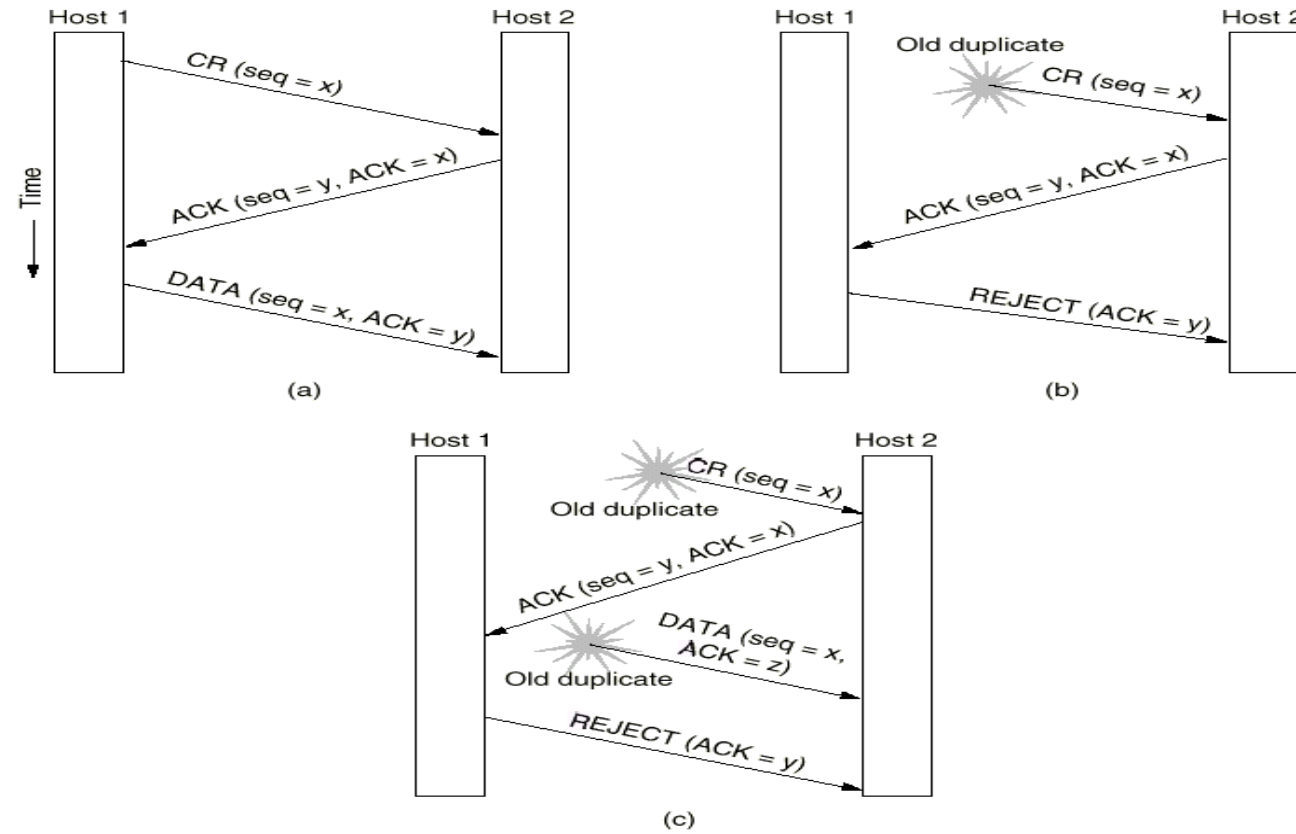 Host 1
Host 2
CR (seq = x)
ACK (seq = y, ACK = x)
DATA (seq = x, ACK = y)
Time
(a)
Host 1
Host 2
Old duplicate
CR (seq = x)
ACK (seq = y, ACK = x)
REJECT (ACK = y)
(b)
Host 1
Host 2
CR (seq = x)
Old duplicate
ACK (seq = y, ACK = x)
DATA (seq = x,
ACK = z)
Old duplicate
REJECT (ACK = y)
(c)